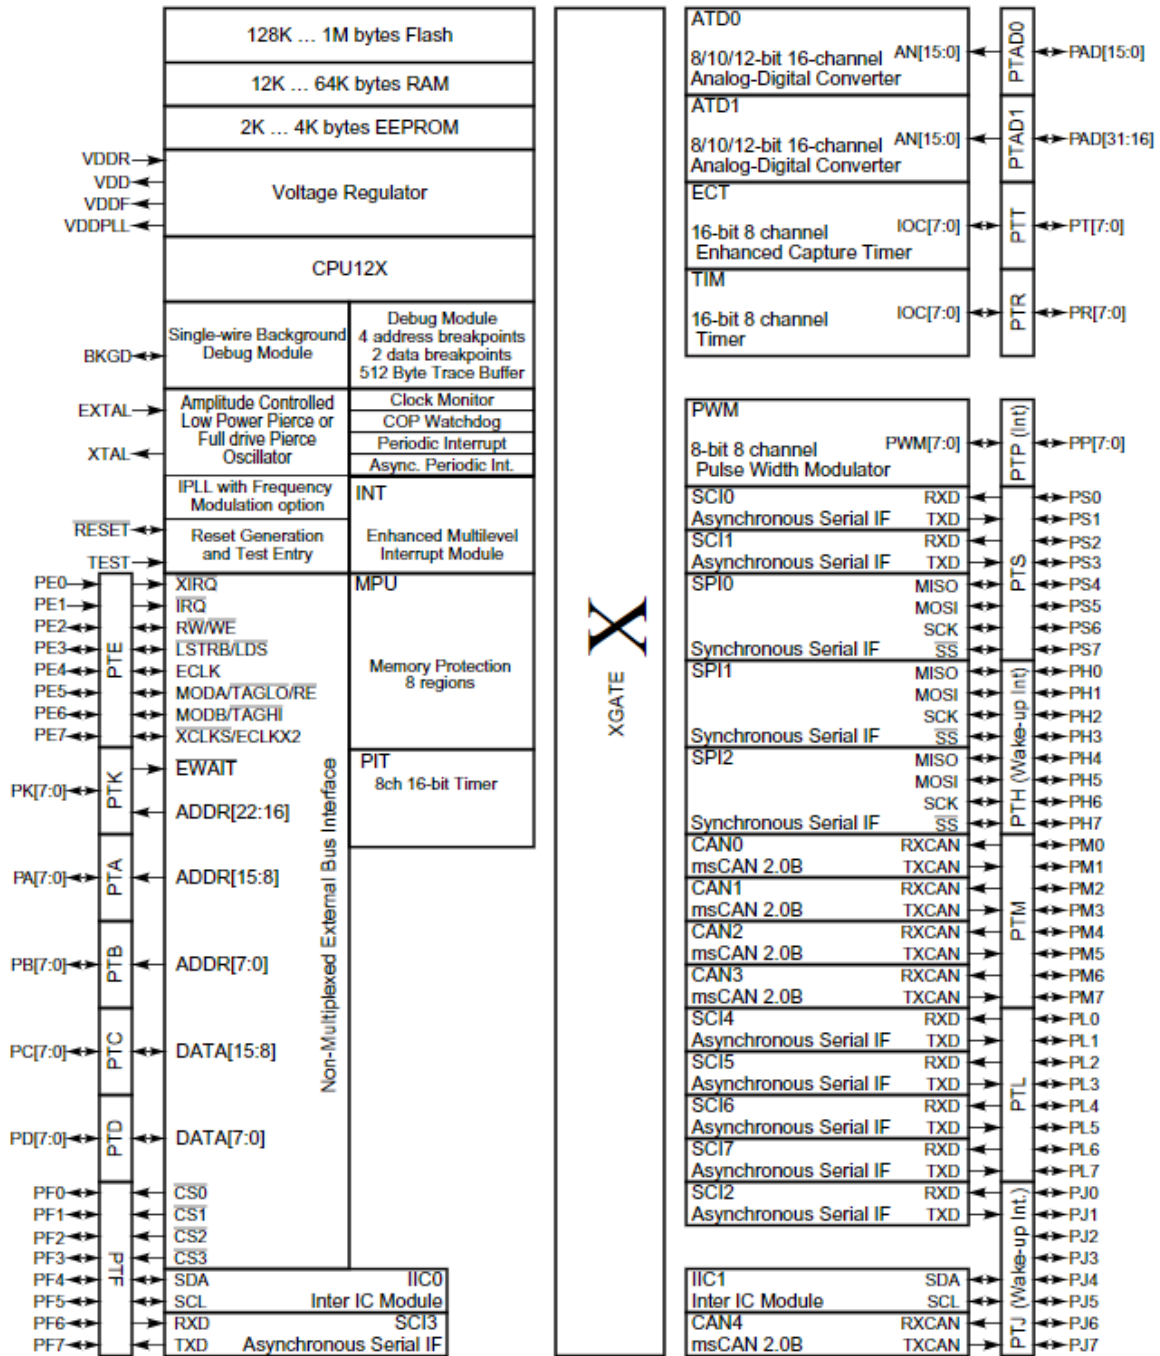 128K ... 1M bytes Flash
12K ... 64K bytes RAM
2K ... 4K bytes EEPROM
VDDR
VDD
VDDF
VDDPLL
Voltage Regulator
CPU12X
BKGD
Single-wire Background
Debug Module
Debug Module
4 address breakpoints
2 data breakpoints
512 Byte Trace Buffer
EXTAL
XTAL
Amplitude Controlled
Low Power Pierce or
Full drive Pierce
Oscillator
Clock Monitor
COP Watchdog
Periodic Interrupt
Async. Periodic Int.
IPLL with Frequency
Modulation option
RESET
TEST
Reset Generation
and Test Entry
INT
Enhanced Multilevel
Interrupt Module
PE0
PE1
PE2
PE3
PE4
PE5
PE6
PE7
PTE
XIRQ
IRQ
RW/WE
LSTRB/LDS
ECLK
MODA/TAGLO/RE
MODB/TAGHI
XCLKS/ECLKX2
MPU
Memory Protection
8 regions
PK[7:0]
PTK
EWAIT
ADDR[22:16]
PIT
8ch 16-bit Timer
PA[7:0]
PTA
ADDR[15:8]
PB[7:0]
PTB
ADDR[7:0]
PC[7:0]
PTC
DATA[15:8]
PD[7:0]
PTD
DATA[7:0]
Non-Multiplexed External Bus Interface
PF0
PF1
PF2
PF3
PF4
PF5
PF6
PF7
PTF
CS0
CS1
CS2
CS3
SDA
SCL
IIC0
Inter IC Module
RXD
TXD
SCI3
Asynchronous Serial IF
X
XGATE
ATD0
8/10/12-bit 16-channel
Analog-Digital Converter
AN[15:0]
PTAD0
PAD[15:0]
ATD1
8/10/12-bit 16-channel
Analog-Digital Converter
AN[15:0]
PTAD1
PAD[31:16]
ECT
16-bit 8 channel
Enhanced Capture Timer
IOC[7:0]
PTT
PT[7:0]
TIM
16-bit 8 channel
Timer
IOC[7:0]
PTR
PR[7:0]
PWM
8-bit 8 channel
Pulse Width Modulator
PWM[7:0]
PTP (Int)
PP[7:0]
SCI0 RXD
Asynchronous Serial IF TXD
SCI1 RXD
Asynchronous Serial IF TXD
SPI0 MISO
MOSI
SCK
Synchronous Serial IF SS
PTS
PS0
PS1
PS2
PS3
PS4
PS5
PS6
PS7
SPI1 MISO
MOSI
SCK
Synchronous Serial IF SS
SPI2 MISO
MOSI
SCK
Synchronous Serial IF SS
PTH (Wake-up Int)
PH0
PH1
PH2
PH3
PH4
PH5
PH6
PH7
CAN0 RXCAN
msCAN 2.0B TXCAN
CAN1 RXCAN
msCAN 2.0B TXCAN
CAN2 RXCAN
msCAN 2.0B TXCAN
CAN3 RXCAN
msCAN 2.0B TXCAN
PTM
PM0
PM1
PM2
PM3
PM4
PM5
PM6
PM7
SCI4 RXD
Asynchronous Serial IF TXD
SCI5 RXD
Asynchronous Serial IF TXD
SCI6 RXD
Asynchronous Serial IF TXD
SCI7 RXD
Asynchronous Serial IF TXD
PTL
PL0
PL1
PL2
PL3
PL4
PL5
PL6
PL7
SCI2 RXD
Asynchronous Serial IF TXD
IIC1 SDA
Inter IC Module SCL
CAN4 RXCAN
msCAN 2.0B TXCAN
PTJ (Wake-up Int.)
PJ0
PJ1
PJ2
PJ3
PJ4
PJ5
PJ6
PJ7